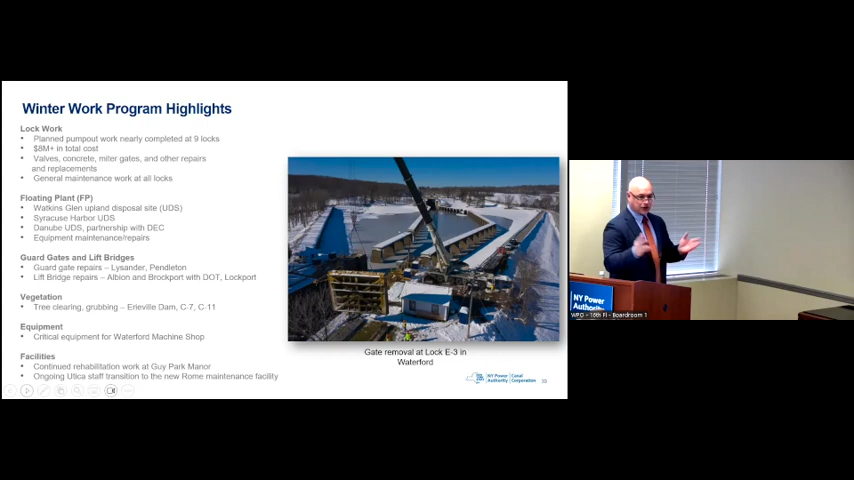 Winter Work Program Highlights
Lock Work
• Planned pumpout work nearly completed at 9 locks
• $8M+ in total cost
• Valves, concrete, miter gates, and other repairs
and replacements
• General maintenance work at all locks
Floating Plant (FP)
• Watkins Glen upland disposal site (UDS)
• Syracuse Harbor UDS
• Danube UDS, partnership with DEC
• Equipment maintenance/repairs
Guard Gates and Lift Bridges
• Guard gate repairs – Lysander, Pendleton
• Lift Bridge repairs – Albion and Brockport with DOT, Lockport
Vegetation
• Tree clearing, grubbing – Erieville Dam, C-7, C-11
Equipment
• Critical equipment for Waterford Machine Shop
Facilities
• Continued rehabilitation work at Guy Park Manor
• Ongoing Utica staff transition to the new Rome maintenance facility
Gate removal at Lock E-3 in
Waterford
NY Power
Authority
Canal
Corporation
NY Power
Authority
WPO - 16th Fl - Boardroom 1